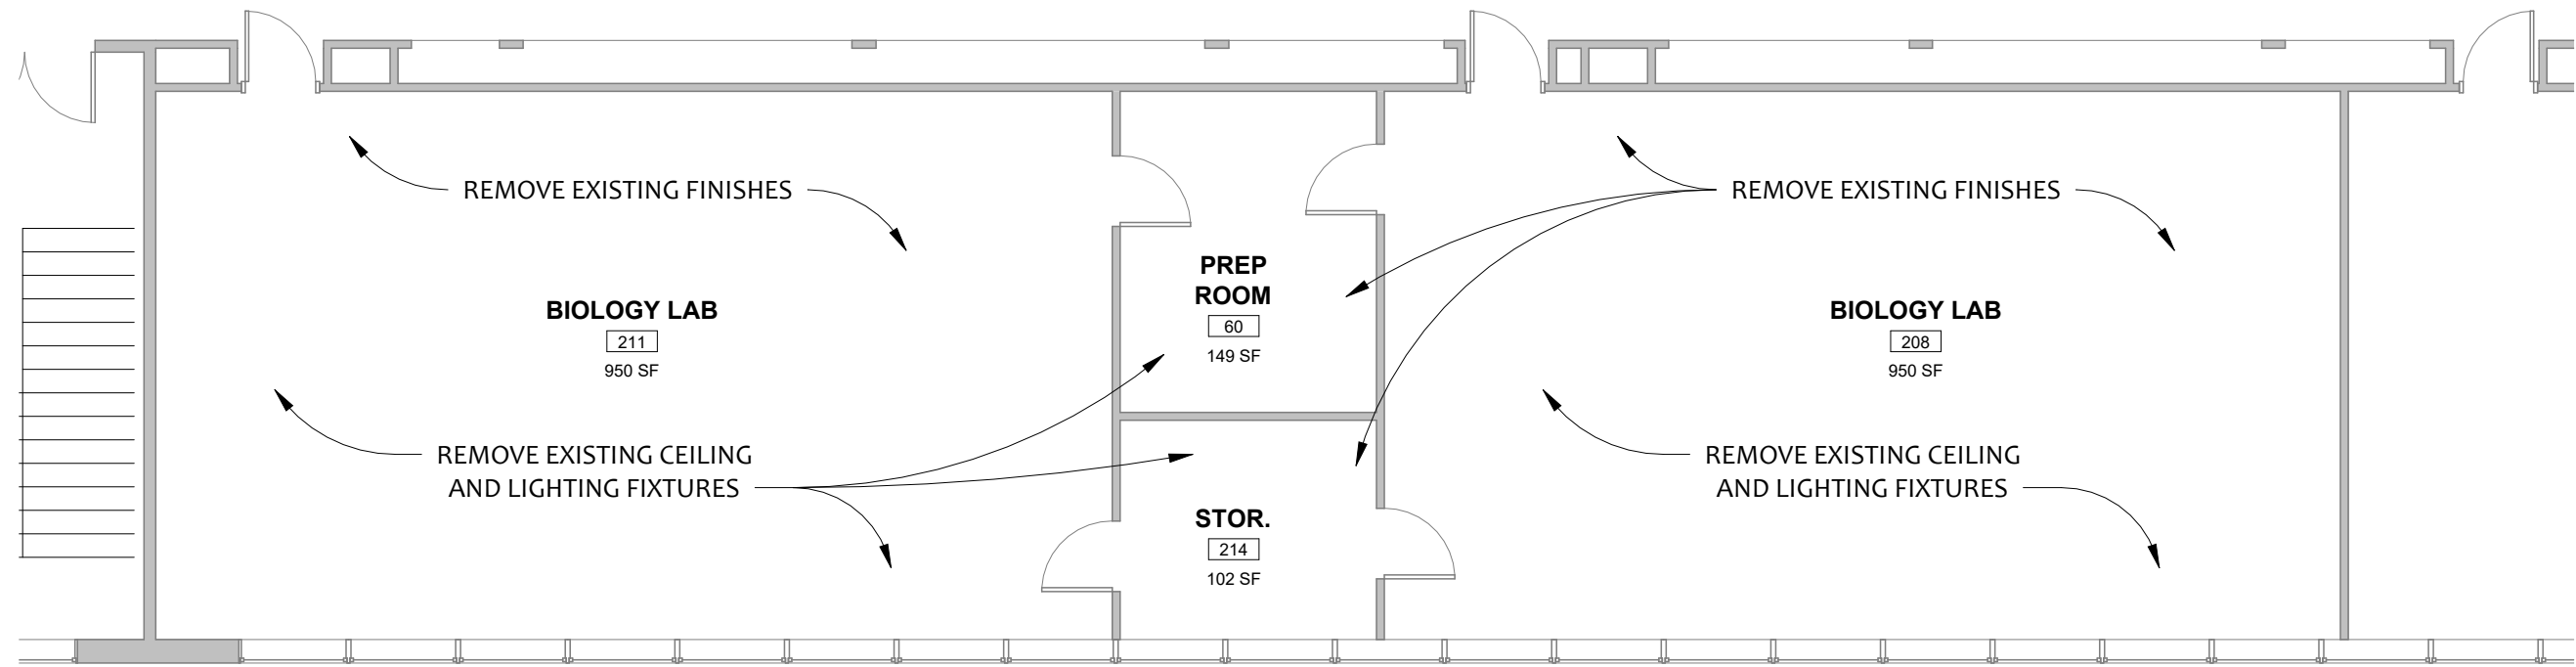 REMOVE EXISTING FINISHES
REMOVE EXISTING FINISHES
PREP
ROOM
60
149 SF
BIOLOGY LAB
211
950 SF
BIOLOGY LAB
208
950 SF
REMOVE EXISTING CEILING
AND LIGHTING FIXTURES
REMOVE EXISTING CEILING
AND LIGHTING FIXTURES
STOR.
214
102 SF